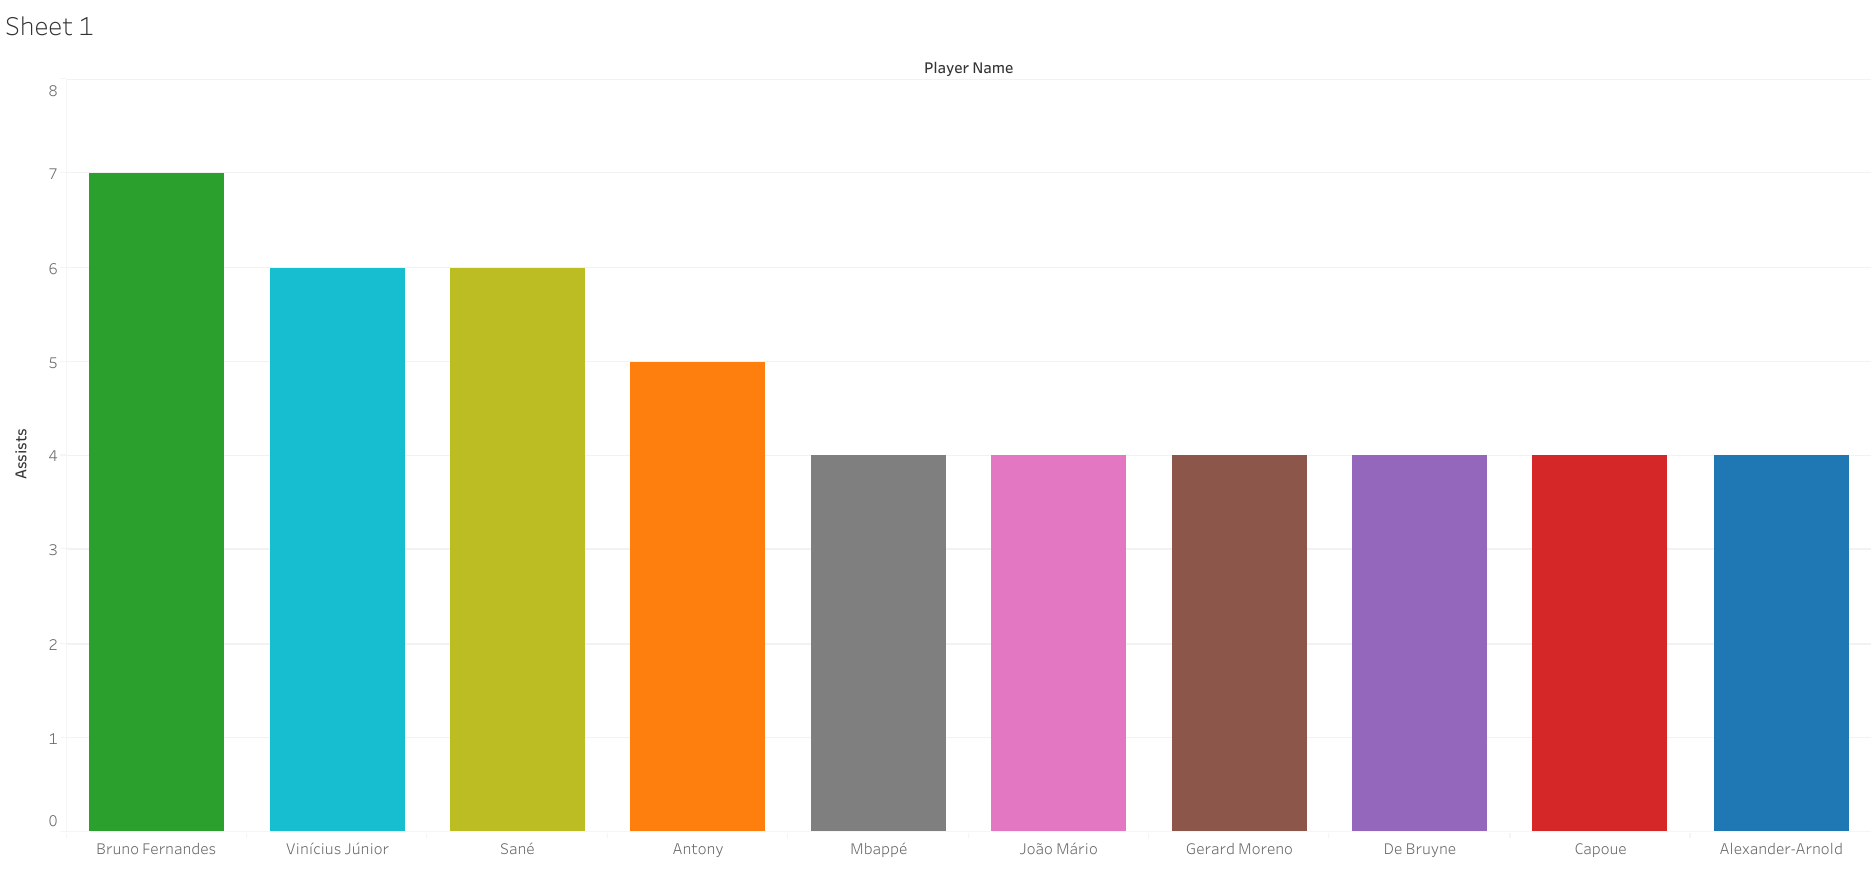 Sheet 1
Player Name
8
7
6
5
4
3
2
1
0
Assists
Bruno Fernandes
Vinícius Júnior
Sané
Antony
Mbappé
João Mário
Gerard Moreno
De Bruyne
Capoue
Alexander-Arnold